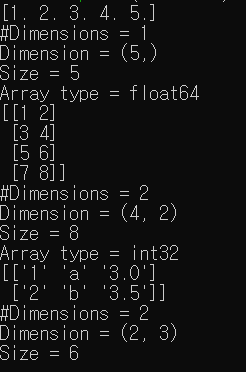 [1. 2. 3. 4. 5.]
#Dimensions = 1
Dimension = (5,)
Size = 5
Array type = float64
[[1 2]
 [3 4]
 [5 6]
 [7 8]]
#Dimensions = 2
Dimension = (4, 2)
Size = 8
Array type = int32
[['1' 'a' '3.0']
 ['2' 'b' '3.5']]
#Dimensions = 2
Dimension = (2, 3)
Size = 6